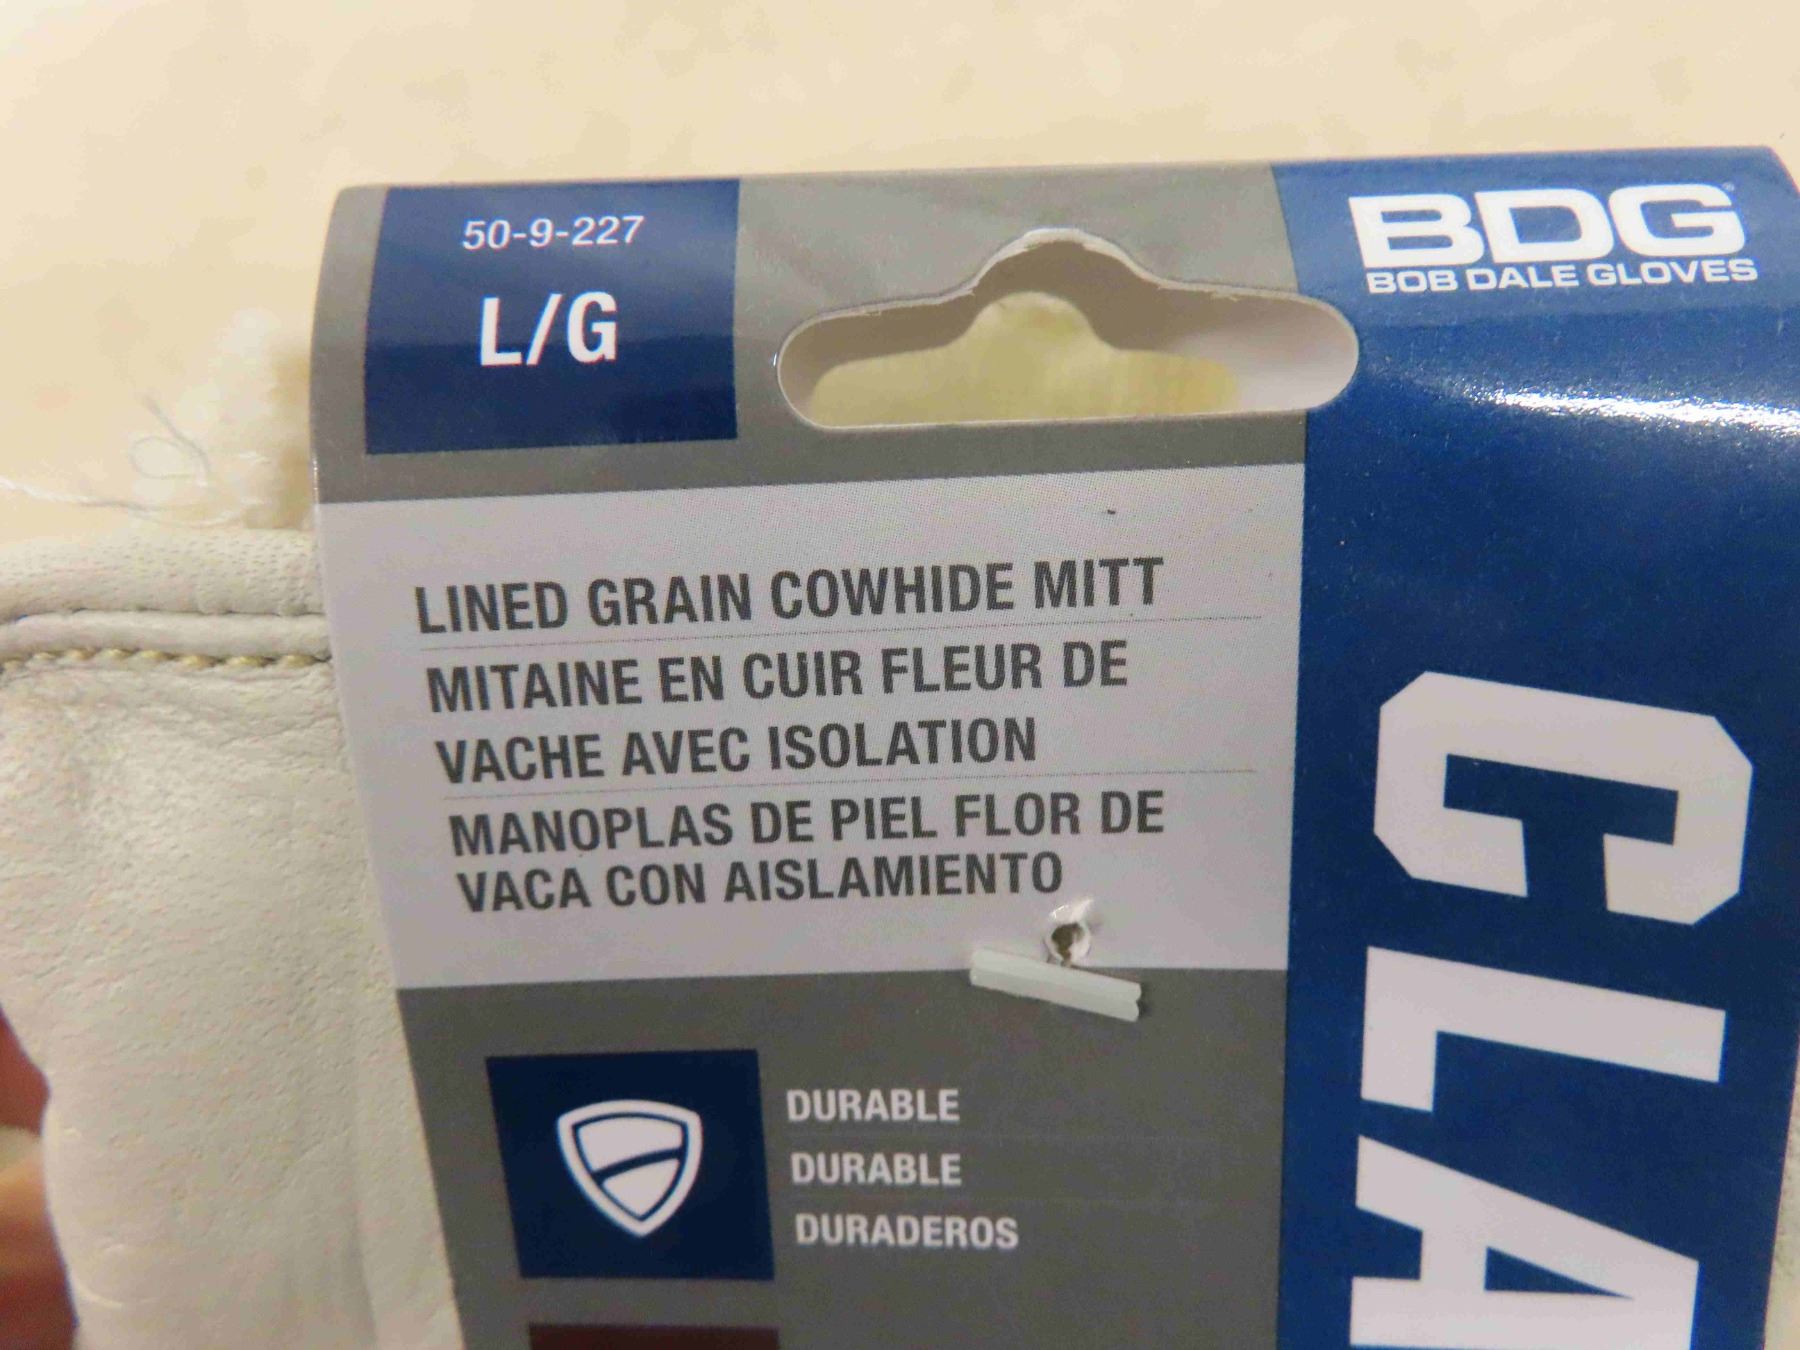 50-9-227
L/G
BDG
BOB DALE GLOVES
LINED GRAIN COWHIDE MITT
MITAINE EN CUIR FLEUR DE
VACHE AVEC ISOLATION
MANOPLAS DE PIEL FLOR DE
VACA CON AISLAMIENTO
DURABLE
DURABLE
DURADEROS
CLA